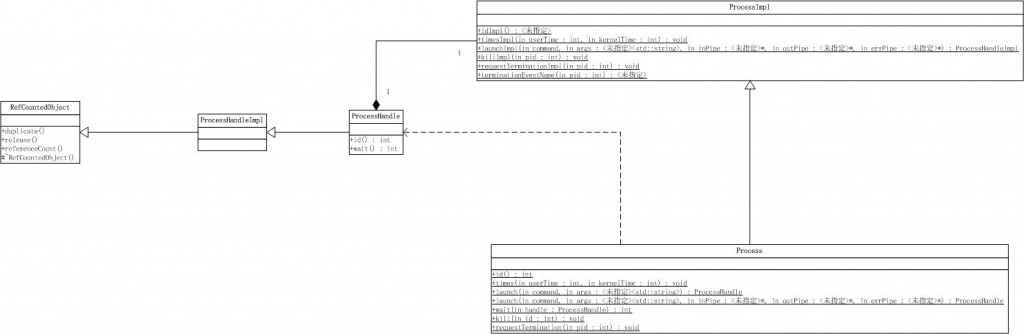 ProcessImpl
+idImpl() : <未指定>
+timesImpl(in userTime : int, in kernelTime : int) : void
+launchImpl(in command, in args : <未指定><std::string>, in inPipe : <未指定>*, in outPipe : <未指定>*, in errPipe : <未指定>*) : ProcessHandleImpl
+killImpl(in pid : int) : void
+requestTerminationImpl(in pid : int) : void
+terminationEventName(in pid : int) : <未指定>
1
1
RefCountedObject
+duplicate()
+release()
+referenceCount()
#~RefCountedObject()
ProcessHandleImpl
ProcessHandle
+id() : int
+wait() : int
Process
+id() : int
+times(in userTime : int, in kernelTime : int) : void
+launch(in command, in args : <未指定><std::string>) : ProcessHandle
+launch(in command, in args : <未指定><std::string>, in inPipe : <未指定>*, in outPipe : <未指定>*, in errPipe : <未指定>*) : ProcessHandle
+wait(in handle : ProcessHandle) : int
+kill(in id : int) : void
+requestTermination(in pid : int) : void